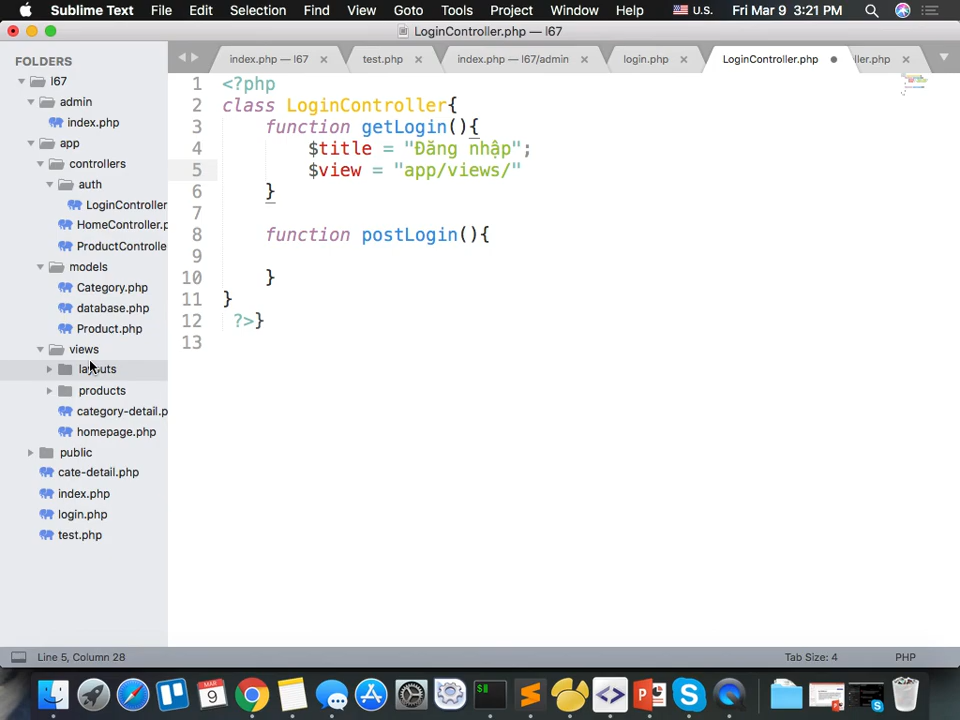 Sublime Text File Edit Selection Find View Goto Tools Project Window Help U.S. Fri Mar 9 3:21 PM
LoginController.php — l67
FOLDERS
index.php — l67
test.php
index.php — l67/admin
login.php
LoginController.php
ller.php
l67
admin
index.php
app
controllers
auth
LoginController
HomeController.p
ProductControlle
models
Category.php
database.php
Product.php
views
layouts
products
category-detail.p
homepage.php
public
cate-detail.php
index.php
login.php
test.php
1 <?php
2 class LoginController{
3 function getLogin(){
4 $title = "Đăng nhập";
5 $view = "app/views/"
6 }
7
8 function postLogin(){
9
10 }
11 }
12 ?>}
13
Line 5, Column 28
Tab Size: 4
PHP
MAR
9